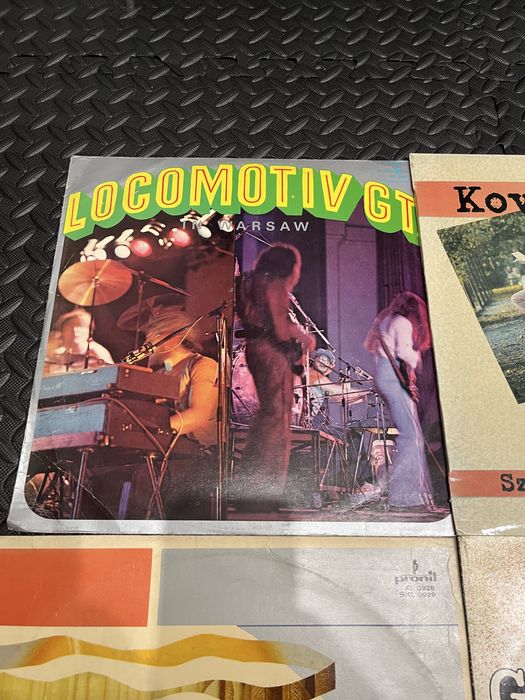 LOCOMOTIV GT
IN WARSAW
Kov
Sz
pronit
XL 0928
SXL 0928